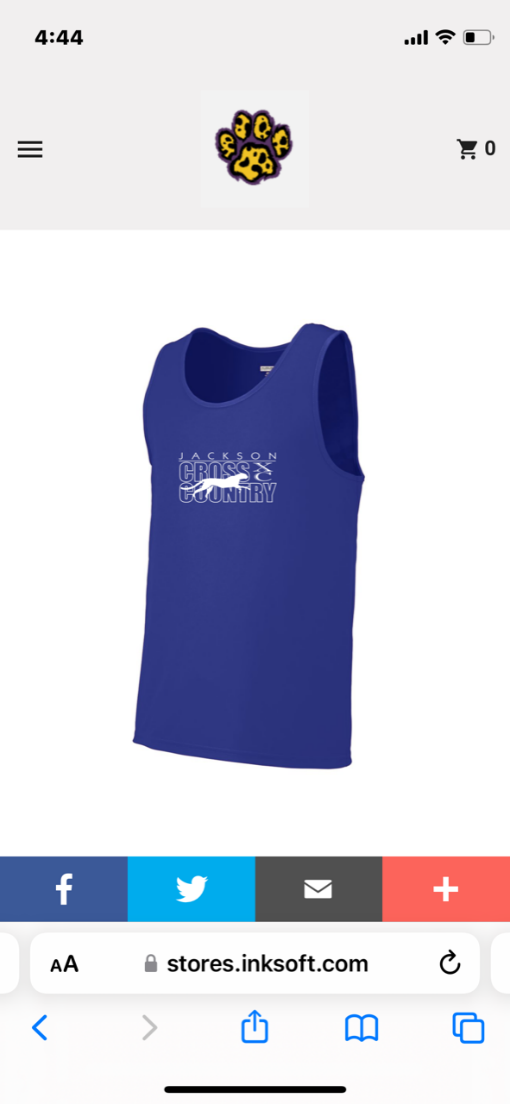 4:44
0
JACKSON
CROSS XC
COUNTRY
AA
stores.inksoft.com